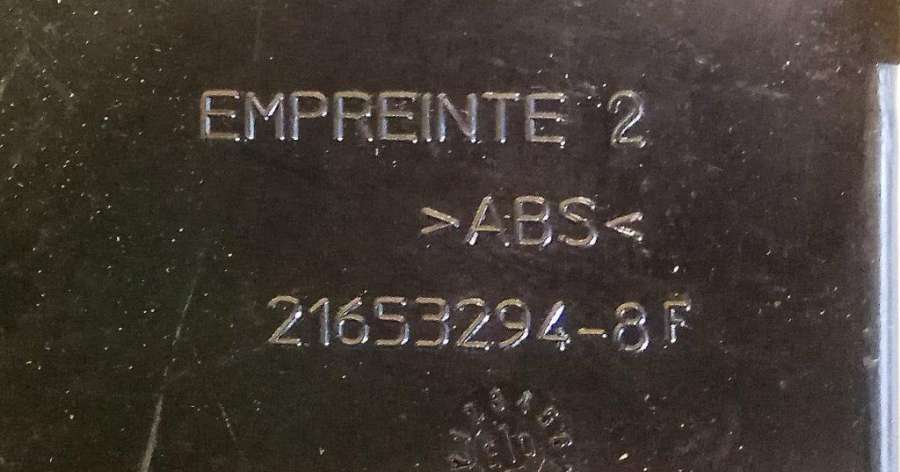 EMPREINTE 2
>ABS<
21653294-8F